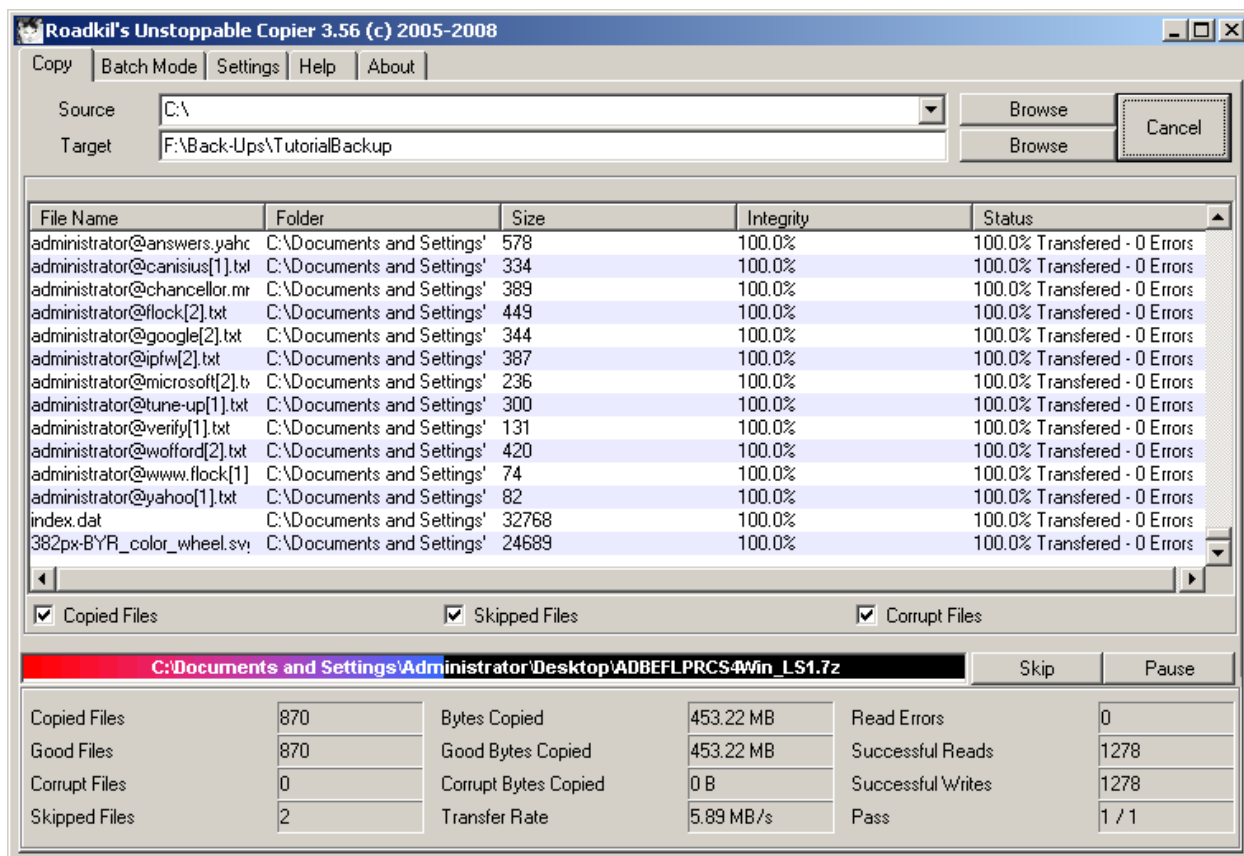 Roadkil's Unstoppable Copier 3.56 (c) 2005-2008
Copy Batch Mode Settings Help About
Source C:\ Browse Cancel
Target F:\Back-Ups\TutorialBackup Browse
File Name Folder Size Integrity Status
administrator@answers.yahc C:\Documents and Settings' 578 100.0% 100.0% Transfered - 0 Errors
administrator@canisius[1].txl C:\Documents and Settings' 334 100.0% 100.0% Transfered - 0 Errors
administrator@chancellor.mr C:\Documents and Settings' 389 100.0% 100.0% Transfered - 0 Errors
administrator@flock[2].txt C:\Documents and Settings' 449 100.0% 100.0% Transfered - 0 Errors
administrator@google[2].txt C:\Documents and Settings' 344 100.0% 100.0% Transfered - 0 Errors
administrator@ipfw[2].txt C:\Documents and Settings' 387 100.0% 100.0% Transfered - 0 Errors
administrator@microsoft[2].t> C:\Documents and Settings' 236 100.0% 100.0% Transfered - 0 Errors
administrator@tune-up[1].txt C:\Documents and Settings' 300 100.0% 100.0% Transfered - 0 Errors
administrator@verify[1].txt C:\Documents and Settings' 131 100.0% 100.0% Transfered - 0 Errors
administrator@wofford[2].txt C:\Documents and Settings' 420 100.0% 100.0% Transfered - 0 Errors
administrator@www.flock[1] C:\Documents and Settings' 74 100.0% 100.0% Transfered - 0 Errors
administrator@yahoo[1].txt C:\Documents and Settings' 82 100.0% 100.0% Transfered - 0 Errors
index.dat C:\Documents and Settings' 32768 100.0% 100.0% Transfered - 0 Errors
382px-BYR_color_wheel.svg C:\Documents and Settings' 24689 100.0% 100.0% Transfered - 0 Errors
Copied Files Skipped Files Corrupt Files
C:\Documents and Settings\Administrator\Desktop\ADBEFLPRCS4Win_LS1.7z Skip Pause
Copied Files 870 Bytes Copied 453.22 MB Read Errors 0
Good Files 870 Good Bytes Copied 453.22 MB Successful Reads 1278
Corrupt Files 0 Corrupt Bytes Copied 0 B Successful Writes 1278
Skipped Files 2 Transfer Rate 5.89 MB/s Pass 1 / 1